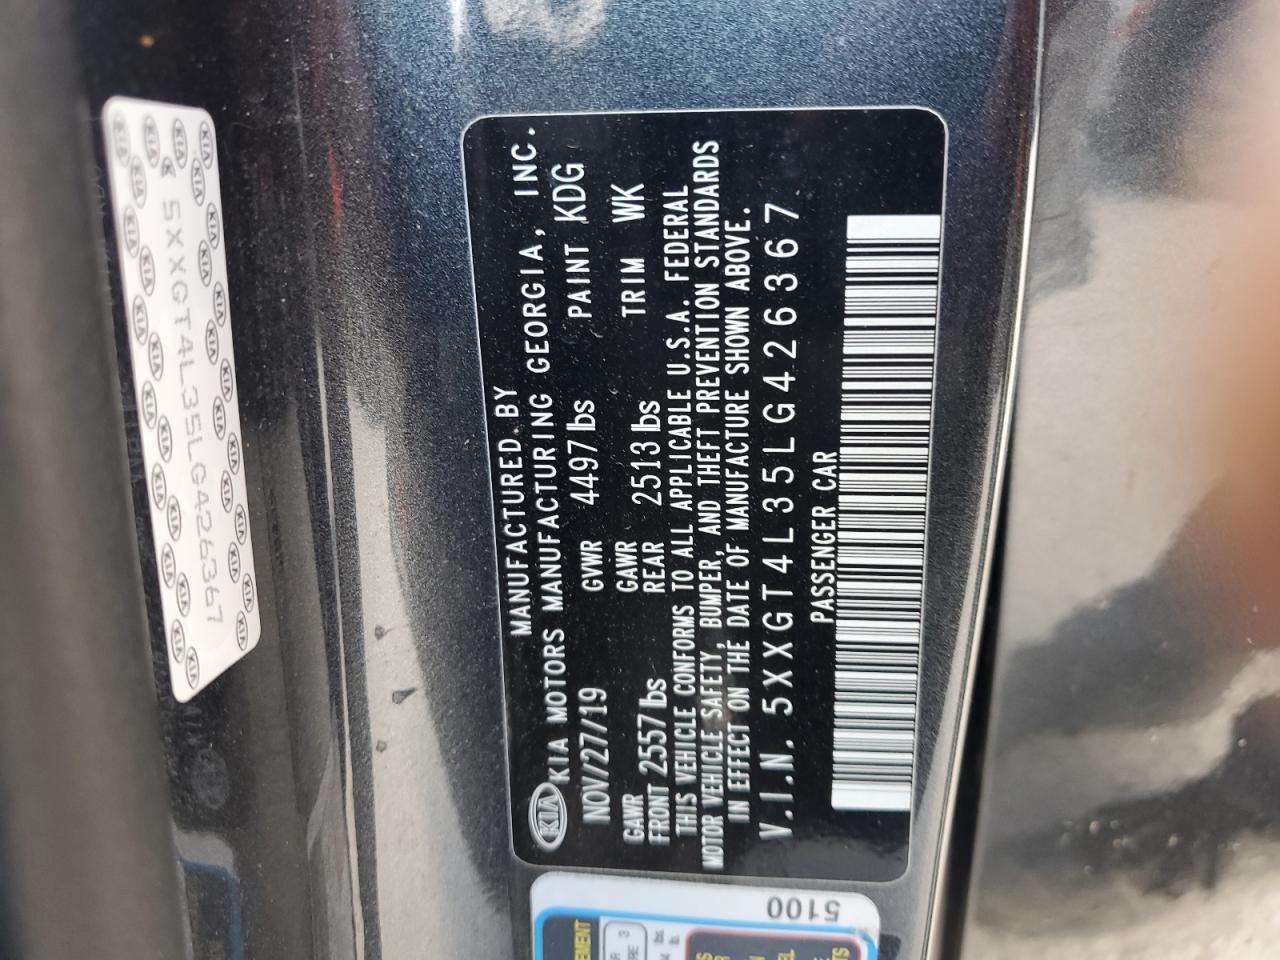 KIA
MANUFACTURED BY
KIA MOTORS MANUFACTURING GEORGIA, INC.
NOV/27/19 GVWR 4497 lbs PAINT KDG
GAWR FRONT 2557 lbs GAWR REAR 2513 lbs TRIM WK
THIS VEHICLE CONFORMS TO ALL APPLICABLE U.S.A. FEDERAL
MOTOR VEHICLE SAFETY, BUMPER, AND THEFT PREVENTION STANDARDS
IN EFFECT ON THE DATE OF MANUFACTURE SHOWN ABOVE.
V.I.N. 5XXGT4L35LG426367
PASSENGER CAR
5XXGT4L35LG426367
5100